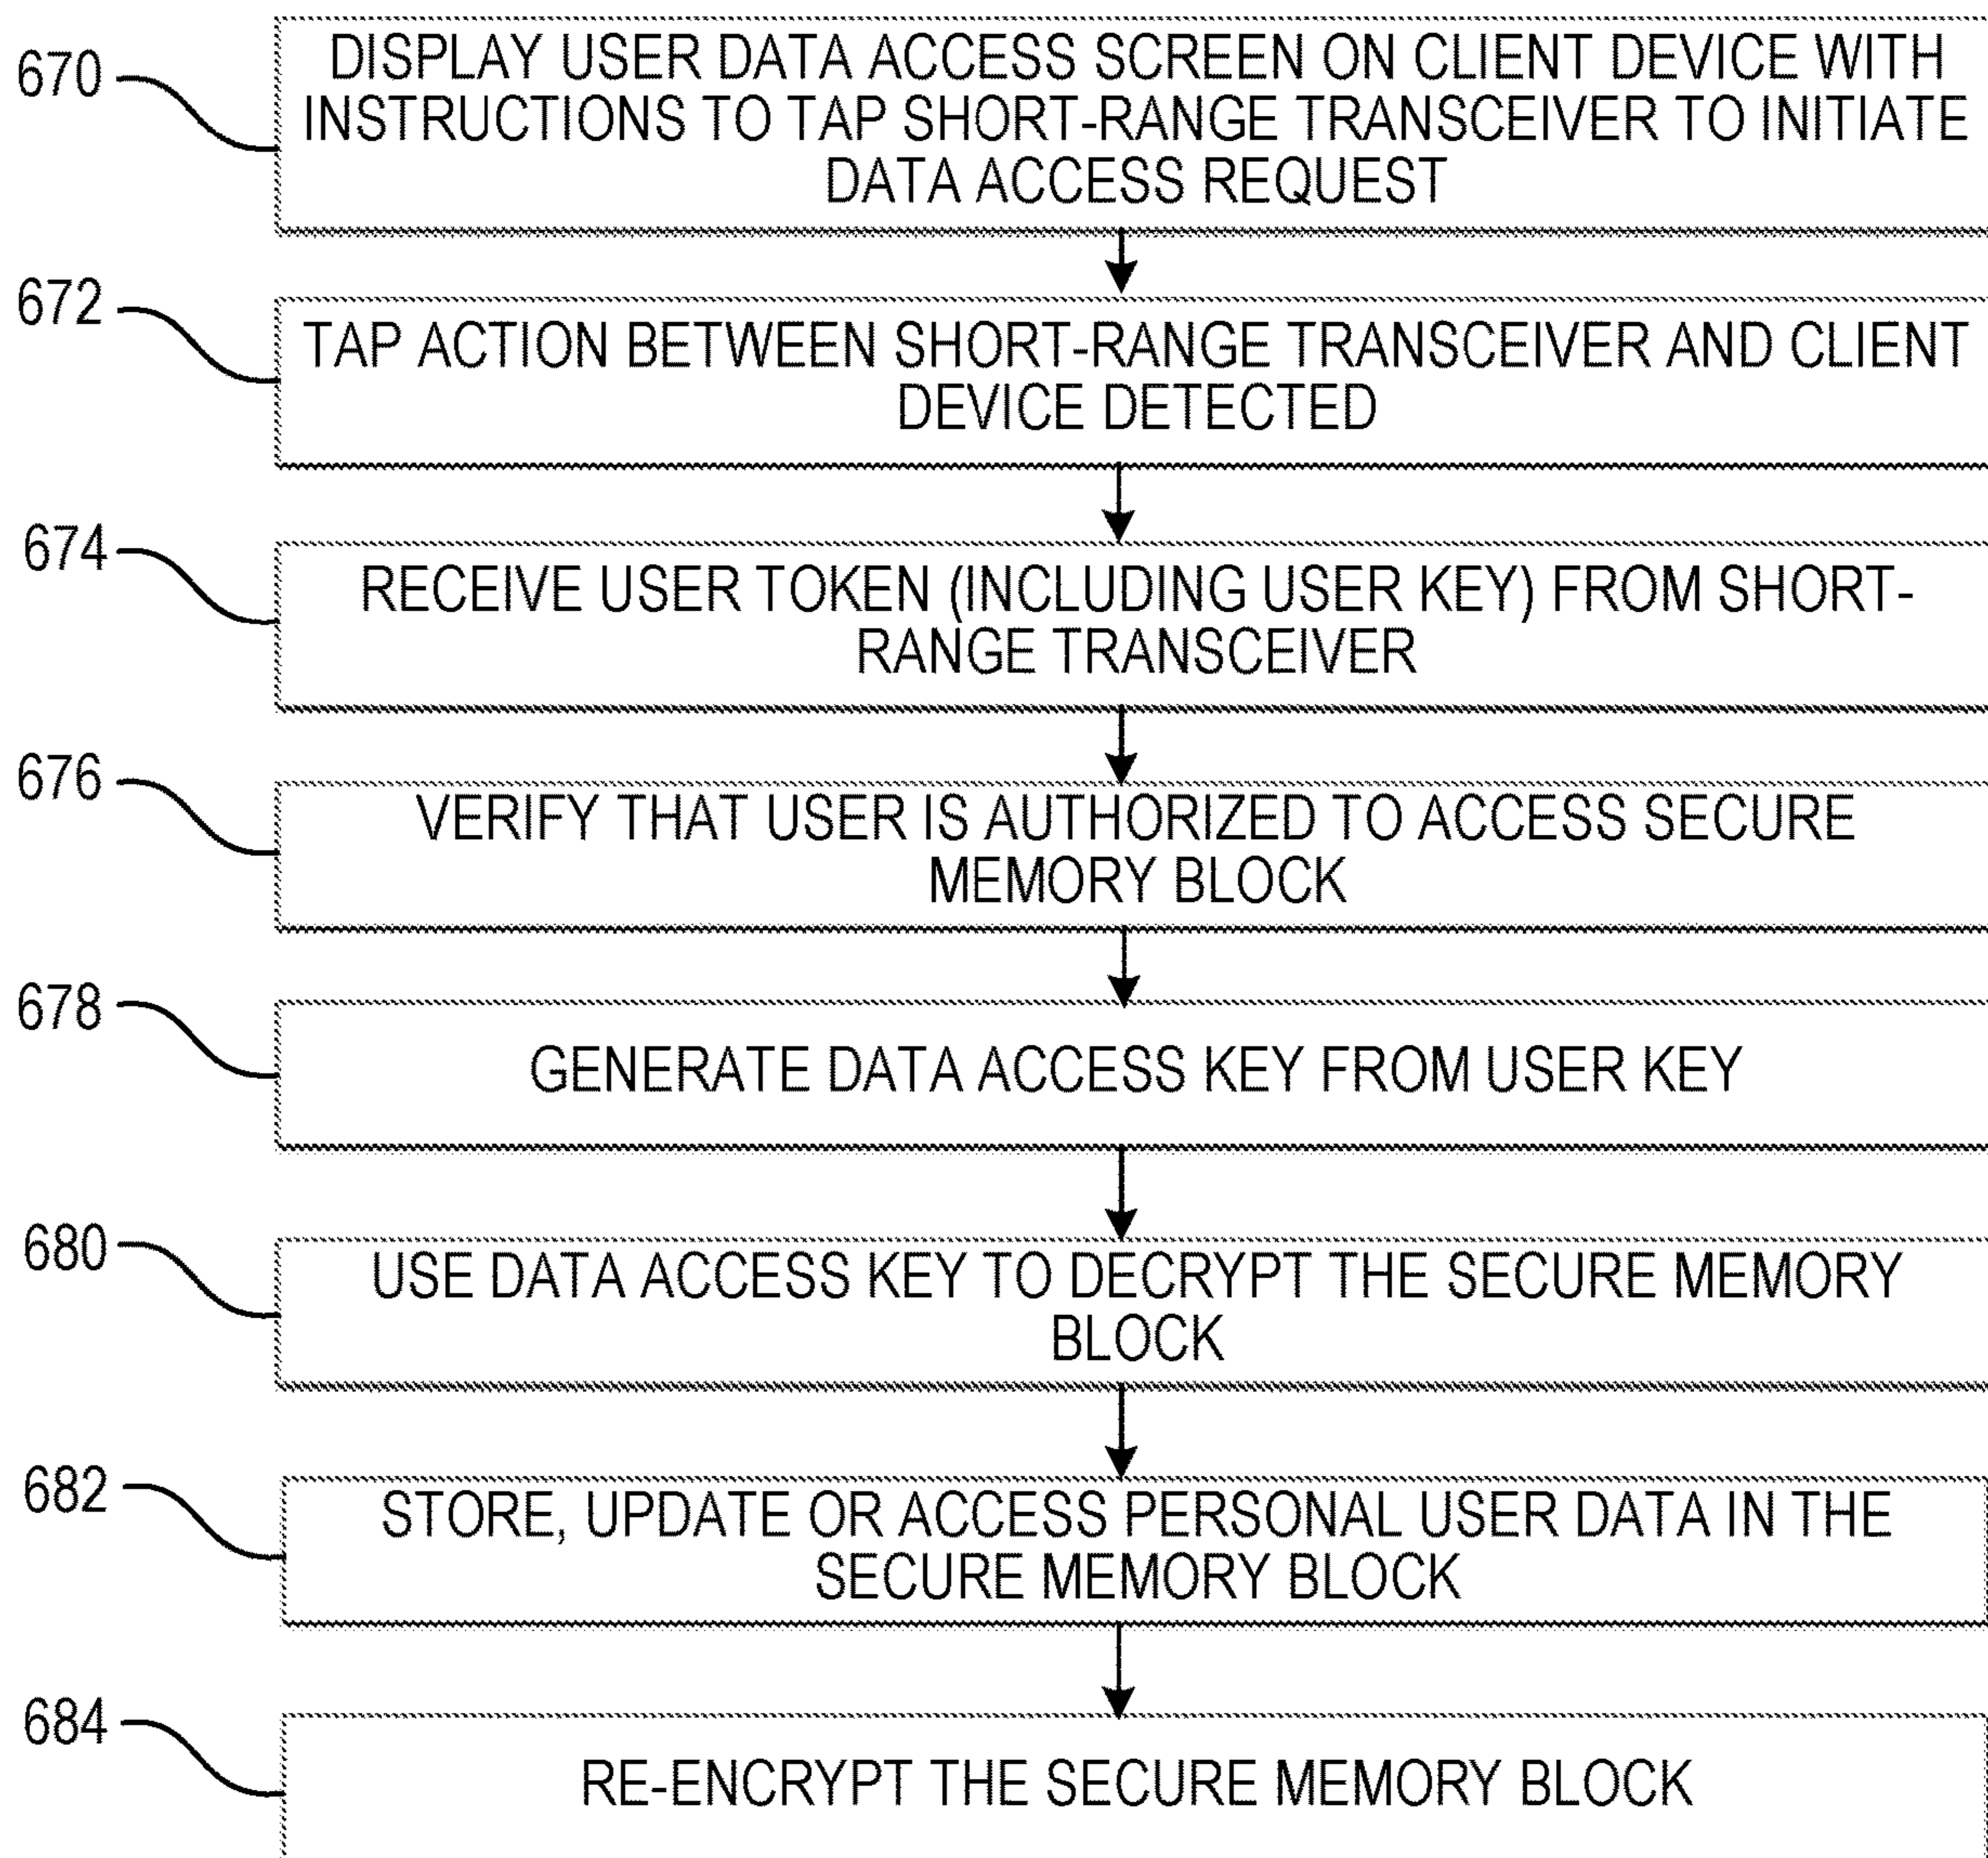 670
DISPLAY USER DATA ACCESS SCREEN ON CLIENT DEVICE WITH
INSTRUCTIONS TO TAP SHORT-RANGE TRANSCEIVER TO INITIATE
DATA ACCESS REQUEST
672
TAP ACTION BETWEEN SHORT-RANGE TRANSCEIVER AND CLIENT
DEVICE DETECTED
674
RECEIVE USER TOKEN (INCLUDING USER KEY) FROM SHORT-
RANGE TRANSCEIVER
676
VERIFY THAT USER IS AUTHORIZED TO ACCESS SECURE
MEMORY BLOCK
678
GENERATE DATA ACCESS KEY FROM USER KEY
680
USE DATA ACCESS KEY TO DECRYPT THE SECURE MEMORY
BLOCK
682
STORE, UPDATE OR ACCESS PERSONAL USER DATA IN THE
SECURE MEMORY BLOCK
684
RE-ENCRYPT THE SECURE MEMORY BLOCK